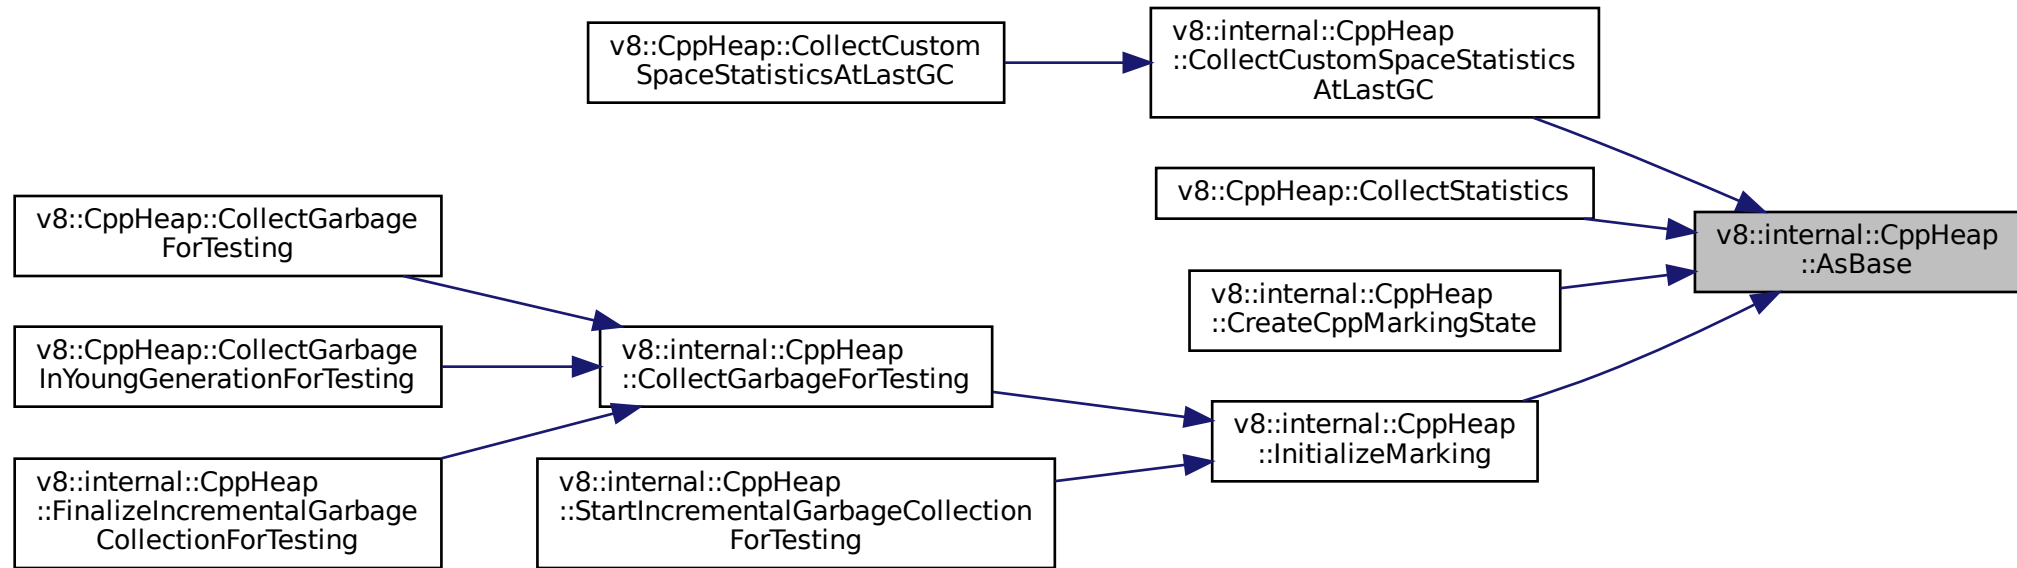 v8::CppHeap::CollectCustom
SpaceStatisticsAtLastGC
v8::internal::CppHeap
::CollectCustomSpaceStatistics
AtLastGC
v8::CppHeap::CollectStatistics
v8::CppHeap::CollectGarbage
ForTesting
v8::internal::CppHeap
::AsBase
v8::internal::CppHeap
::CreateCppMarkingState
v8::CppHeap::CollectGarbage
InYoungGenerationForTesting
v8::internal::CppHeap
::CollectGarbageForTesting
v8::internal::CppHeap
::InitializeMarking
v8::internal::CppHeap
::FinalizeIncrementalGarbage
CollectionForTesting
v8::internal::CppHeap
::StartIncrementalGarbageCollection
ForTesting